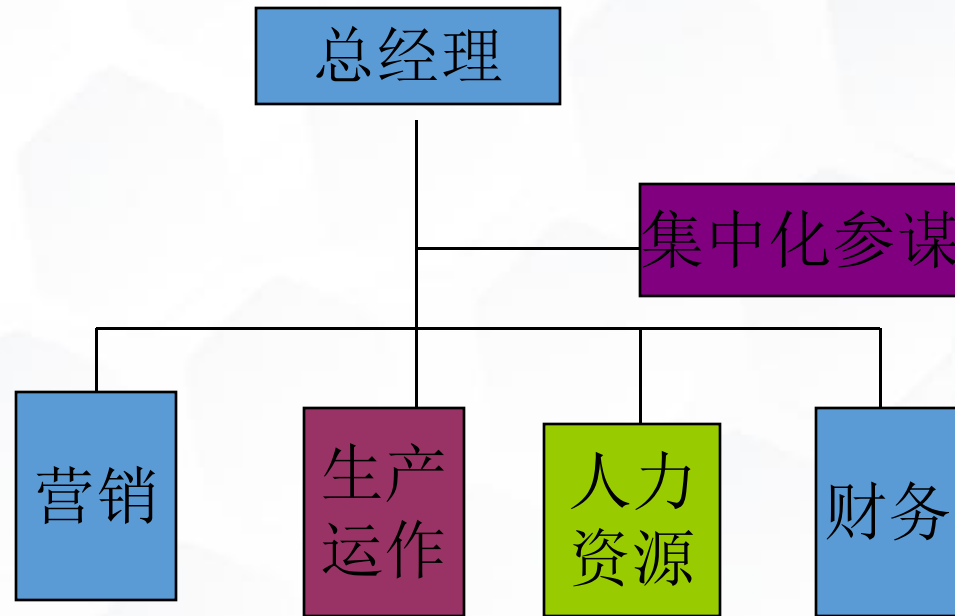 总经理
集中化参谋
营销
生产
运作
人力
资源
财务